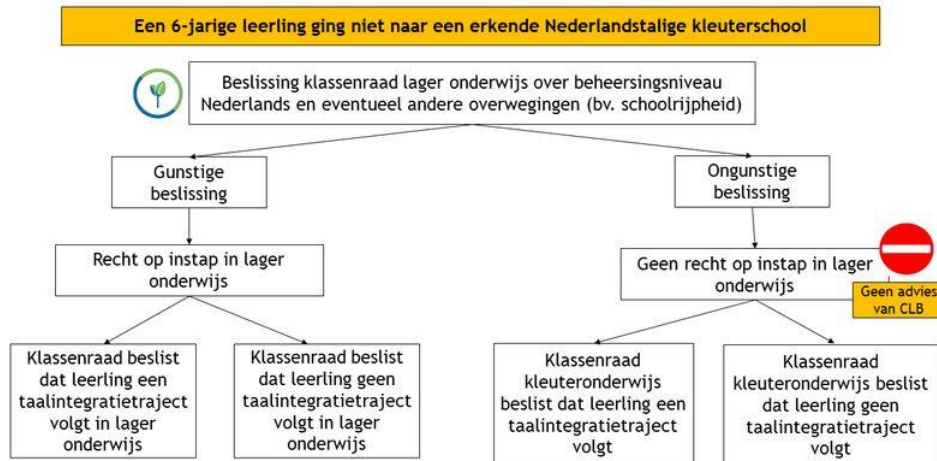 Een 6-jarige leerling ging niet naar een erkende Nederlandstalige kleuterschool
Beslissing klassenraad lager onderwijs over beheersingsniveau
Nederlands en eventueel andere overwegingen (bv. schoolrijpheid)
Gunstige
beslissing
Ongunstige
beslissing
Recht op instap in lager
onderwijs
Geen recht op instap in lager
onderwijs
Geen advies
van CLB
Klassenraad beslist
dat leerling een
taalintegratietraject
volgt in lager
onderwijs
Klassenraad beslist
dat leerling geen
taalintegratietraject
volgt in lager
onderwijs
Klassenraad
kleuteronderwijs
beslist dat leerling een
taalintegratietraject
volgt
Klassenraad
kleuteronderwijs beslist
dat leerling geen
taalintegratietraject
volgt